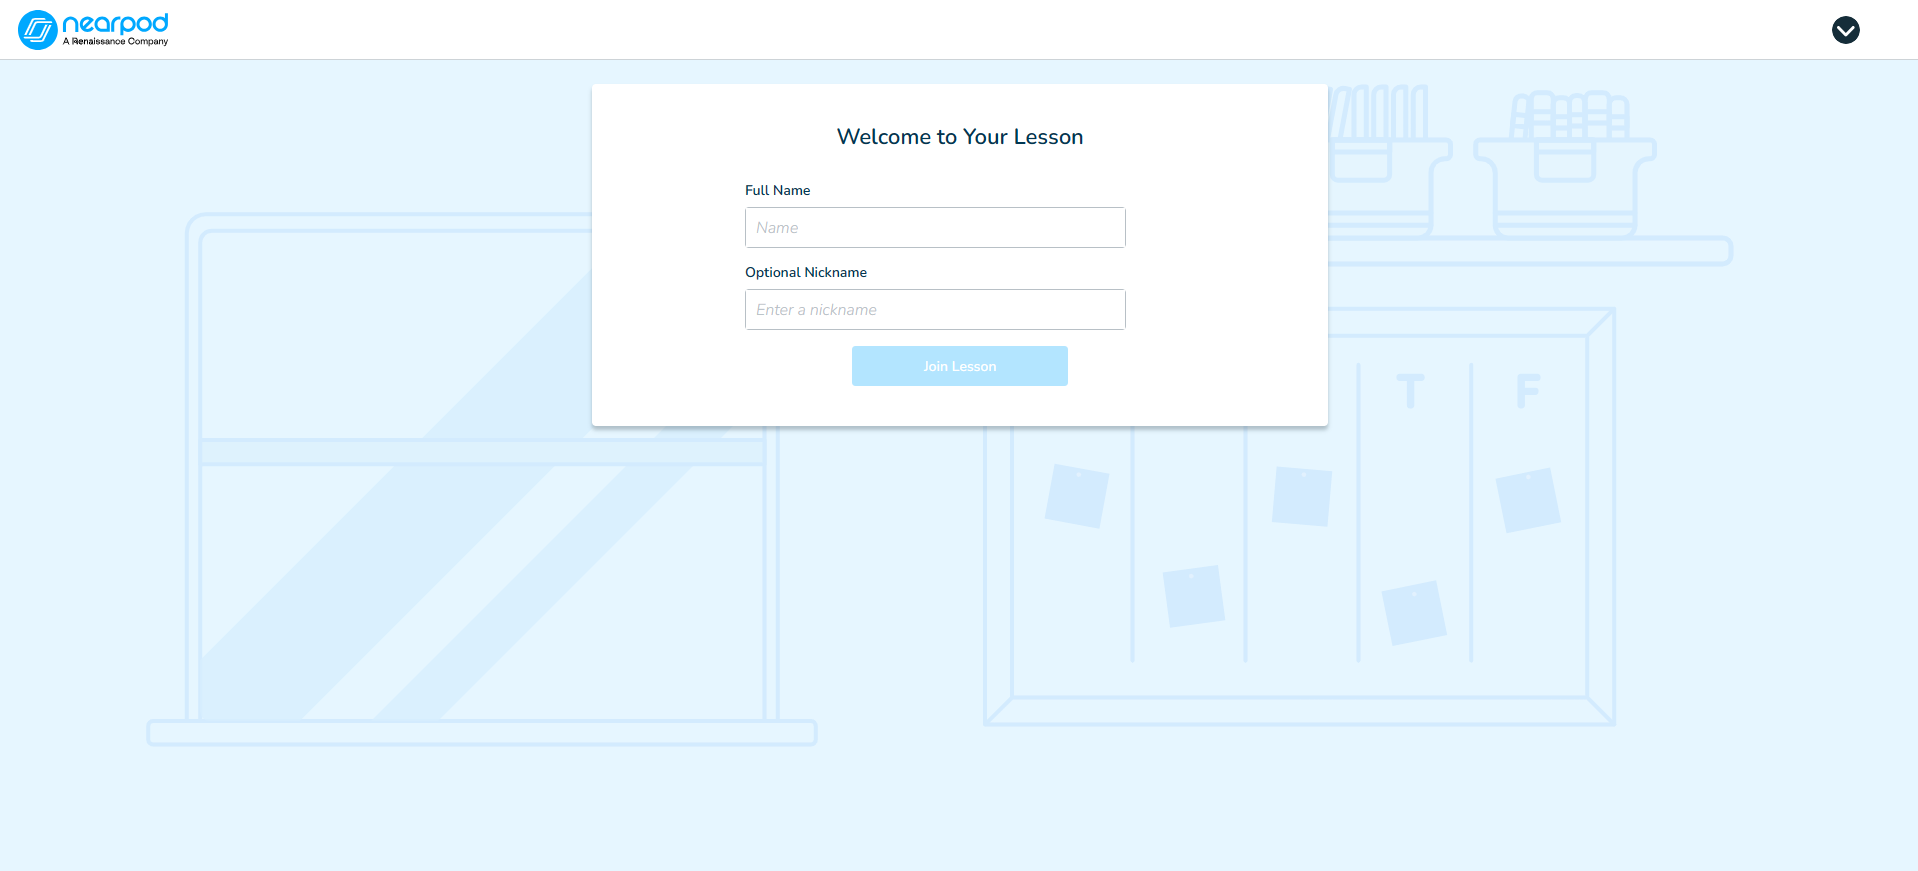 nearpod
A Renaissance Company
Welcome to Your Lesson
Full Name
Name
Optional Nickname
Enter a nickname
Join Lesson
T F